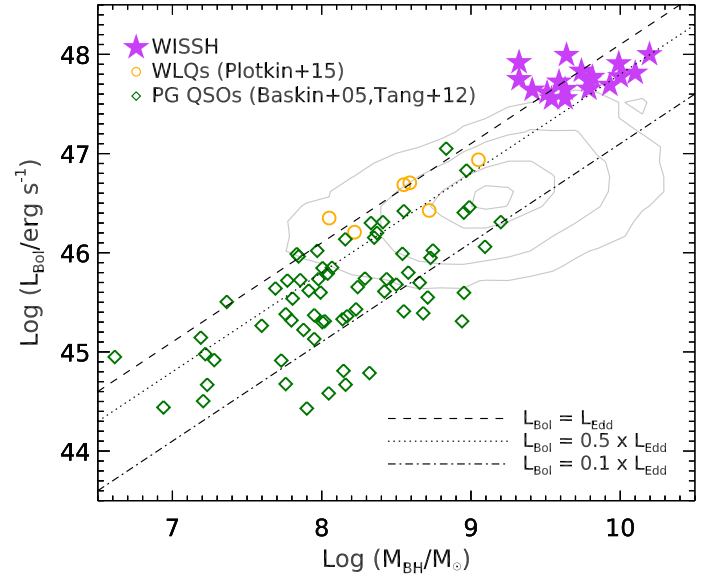 WISSH
WLQs (Plotkin+15)
PG QSOs (Baskin+05,Tang+12)
48
47
46
45
44
Log (L_Bol/erg s^-1)
L_Bol = L_Edd
L_Bol = 0.5 x L_Edd
L_Bol = 0.1 x L_Edd
7 8 9 10
Log (M_BH/M_☉)